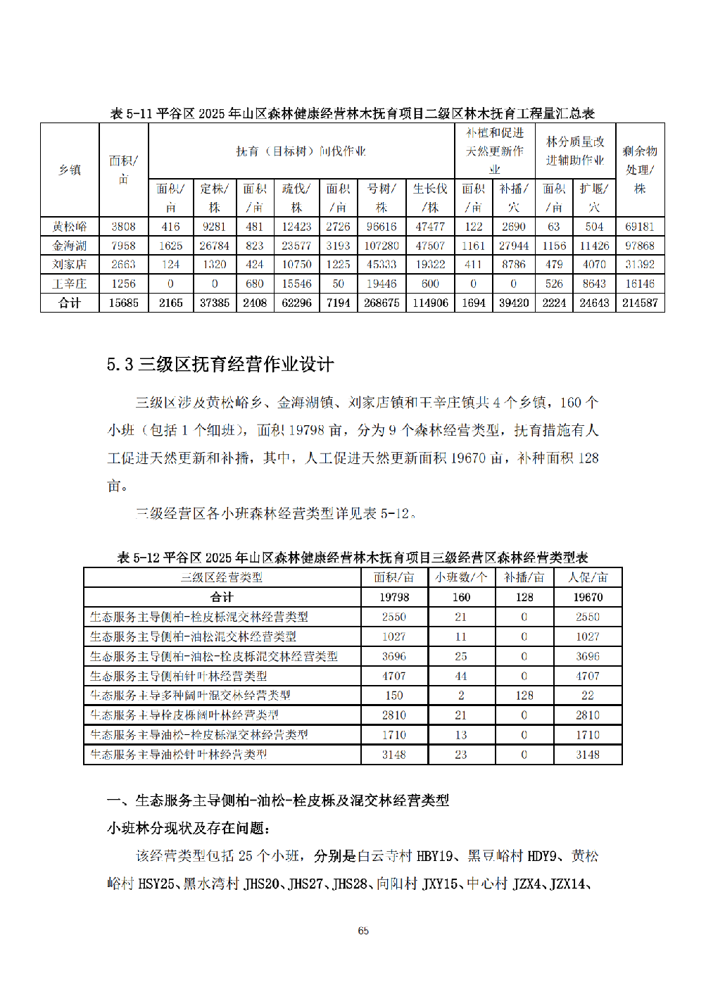 表 5-11 平谷区 2025 年山区森林健康经营林木抚育项目二级区林木抚育工程量汇总表
乡镇 面积/亩 抚育（目标树）间伐作业 补植和促进天然更新作业 林分质量改进辅助作业 剩余物处理/株
面积/亩 定株/株 面积/亩 疏伐/株 面积/亩 号树/株 生长伐/株 面积/亩 补播/穴 面积/亩 扩堰/穴
黄松峪 3808 416 9281 481 12423 2726 96616 47477 122 2690 63 504 69181
金海湖 7958 1625 26784 823 23577 3193 107280 47507 1161 27944 1156 11426 97868
刘家店 2663 124 1320 424 10750 1225 45333 19322 411 8786 479 4070 31392
王辛庄 1256 0 0 680 15546 50 19446 600 0 0 526 8643 16146
合计 15685 2165 37385 2408 62296 7194 268675 114906 1694 39420 2224 24643 214587
5.3 三级区抚育经营作业设计
三级区涉及黄松峪乡、金海湖镇、刘家店镇和王辛庄镇共 4 个乡镇，160 个
小班（包括 1 个细班），面积 19798 亩，分为 9 个森林经营类型，抚育措施有人
工促进天然更新和补播，其中，人工促进天然更新面积 19670 亩，补种面积 128
亩。
三级经营区各小班森林经营类型详见表 5-12。
表 5-12 平谷区 2025 年山区森林健康经营林木抚育项目三级经营区森林经营类型表
三级区经营类型 面积/亩 小班数/个 补播/亩 人促/亩
合计 19798 160 128 19670
生态服务主导侧柏-栓皮栎混交林经营类型 2550 21 0 2550
生态服务主导侧柏-油松混交林经营类型 1027 11 0 1027
生态服务主导侧柏-油松-栓皮栎混交林经营类型 3696 25 0 3696
生态服务主导侧柏针叶林经营类型 4707 44 0 4707
生态服务主导多种阔叶混交林经营类型 150 2 128 22
生态服务主导栓皮栎阔叶林经营类型 2810 21 0 2810
生态服务主导油松-栓皮栎混交林经营类型 1710 13 0 1710
生态服务主导油松针叶林经营类型 3148 23 0 3148
一、生态服务主导侧柏-油松-栓皮栎及混交林经营类型
小班林分现状及存在问题：
该经营类型包括 25 个小班，分别是白云寺村 HBY19、黑豆峪村 HDY9、黄松
峪村 HSY25、黑水湾村 JHS20、JHS27、JHS28、向阳村 JXY15、中心村 JZX4、JZX14、
65